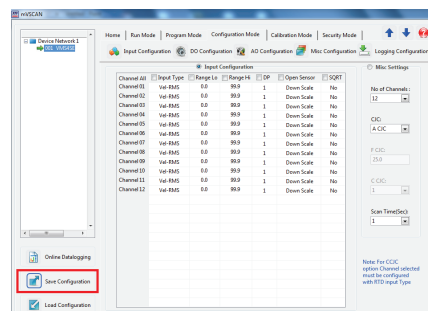 mVSCAN
Device Network 1
001 VMS450
Home | Run Mode | Program Mode | Configuration Mode | Calibration Mode | Security Mode |
Input Configuration DO Configuration AO Configuration Misc Configuration Logging Configuration
Input Configuration
Misc Settings
Channel All Input Type Range Lo Range Hi DP Open Sensor SQRT
Channel 01 Vel-RMS 0.0 99.9 1 Down Scale No
Channel 02 Vel-RMS 0.0 99.9 1 Down Scale No
Channel 03 Vel-RMS 0.0 99.9 1 Down Scale No
Channel 04 Vel-RMS 0.0 99.9 1 Down Scale No
Channel 05 Vel-RMS 0.0 99.9 1 Down Scale No
Channel 06 Vel-RMS 0.0 99.9 1 Down Scale No
Channel 07 Vel-RMS 0.0 99.9 1 Down Scale No
Channel 08 Vel-RMS 0.0 99.9 1 Down Scale No
Channel 09 Vel-RMS 0.0 99.9 1 Down Scale No
Channel 10 Vel-RMS 0.0 99.9 1 Down Scale No
Channel 11 Vel-RMS 0.0 99.9 1 Down Scale No
Channel 12 Vel-RMS 0.0 99.9 1 Down Scale No
No of Channels :
12
CJC:
A CJC
F CJC:
25.0
C CJC:
1
Scan Time(Sec):
1
Note: For CCJC
option Channel selected
must be configured
with RTD input Type
Online Datalogging
Save Configuration
Load Configuration